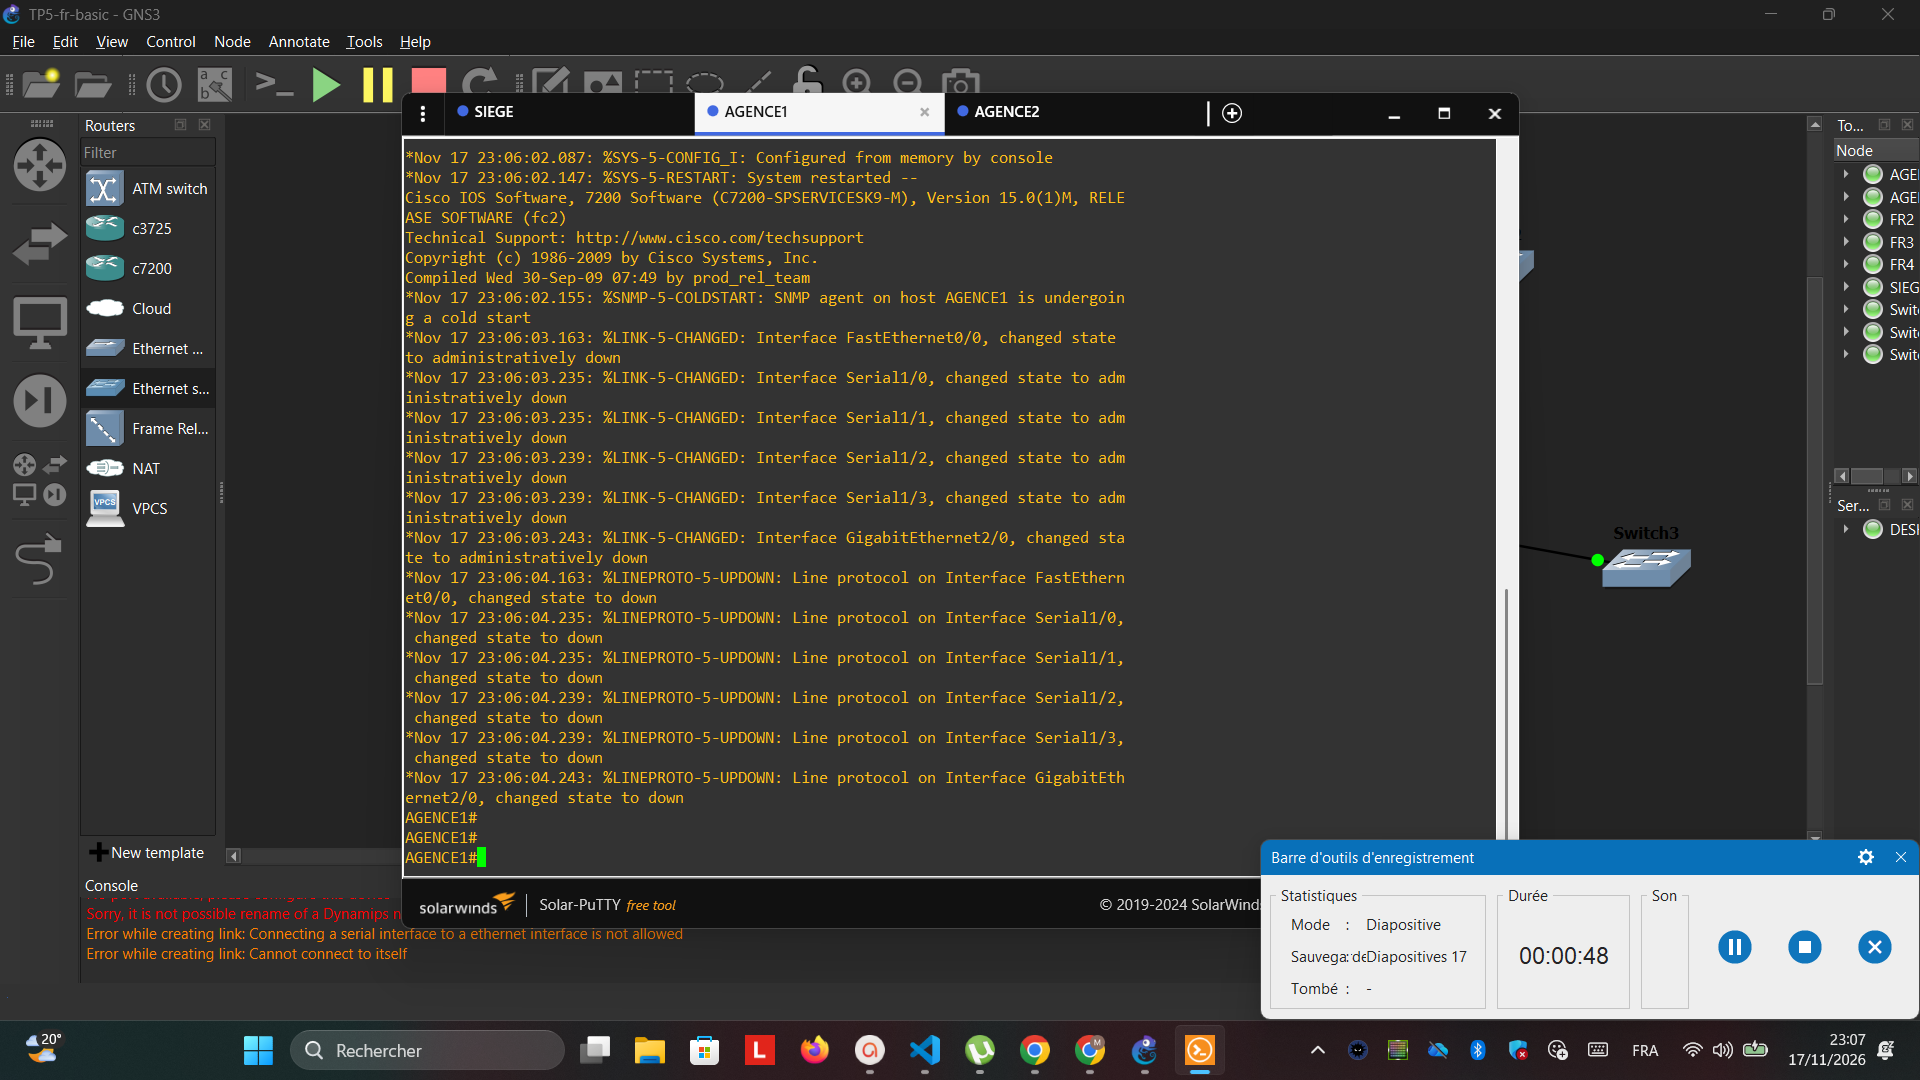 TP5-fr-basic - GNS3
File Edit View Control Node Annotate Tools Help
Routers
Filter
ATM switch
c3725
c7200
Cloud
Ethernet ...
Ethernet s...
Frame Rel...
NAT
VPCS
VPCS
New template
SIEGE
AGENCE1
AGENCE2
*Nov 17 23:06:02.087: %SYS-5-CONFIG_I: Configured from memory by console
*Nov 17 23:06:02.147: %SYS-5-RESTART: System restarted --
Cisco IOS Software, 7200 Software (C7200-SPSERVICESK9-M), Version 15.0(1)M, RELE
ASE SOFTWARE (fc2)
Technical Support: http://www.cisco.com/techsupport
Copyright (c) 1986-2009 by Cisco Systems, Inc.
Compiled Wed 30-Sep-09 07:49 by prod_rel_team
*Nov 17 23:06:02.155: %SNMP-5-COLDSTART: SNMP agent on host AGENCE1 is undergoin
g a cold start
*Nov 17 23:06:03.163: %LINK-5-CHANGED: Interface FastEthernet0/0, changed state
to administratively down
*Nov 17 23:06:03.235: %LINK-5-CHANGED: Interface Serial1/0, changed state to adm
inistratively down
*Nov 17 23:06:03.235: %LINK-5-CHANGED: Interface Serial1/1, changed state to adm
inistratively down
*Nov 17 23:06:03.239: %LINK-5-CHANGED: Interface Serial1/2, changed state to adm
inistratively down
*Nov 17 23:06:03.239: %LINK-5-CHANGED: Interface Serial1/3, changed state to adm
inistratively down
*Nov 17 23:06:03.243: %LINK-5-CHANGED: Interface GigabitEthernet2/0, changed sta
te to administratively down
*Nov 17 23:06:04.163: %LINEPROTO-5-UPDOWN: Line protocol on Interface FastEthern
et0/0, changed state to down
*Nov 17 23:06:04.235: %LINEPROTO-5-UPDOWN: Line protocol on Interface Serial1/0,
changed state to down
*Nov 17 23:06:04.235: %LINEPROTO-5-UPDOWN: Line protocol on Interface Serial1/1,
changed state to down
*Nov 17 23:06:04.239: %LINEPROTO-5-UPDOWN: Line protocol on Interface Serial1/2,
changed state to down
*Nov 17 23:06:04.239: %LINEPROTO-5-UPDOWN: Line protocol on Interface Serial1/3,
changed state to down
*Nov 17 23:06:04.243: %LINEPROTO-5-UPDOWN: Line protocol on Interface GigabitEth
ernet2/0, changed state to down
AGENCE1#
AGENCE1#
AGENCE1#
solarwinds
Solar-PuTTY free tool
© 2019-2024 SolarWinds
Switch3
To...
Node
AGE
AGE
FR2
FR3
FR4
SIEG
Swit
Swit
Swit
Ser...
DESI
Console
Sorry, it is not possible rename of a Dynamips n
Error while creating link: Connecting a serial interface to a ethernet interface is not allowed
Error while creating link: Cannot connect to itself
Barre d'outils d'enregistrement
Statistiques
Mode : Diapositive
Sauvega: de Diapositives 17
Tombé : -
Durée
00:00:48
Son
20°
Rechercher
FRA
23:07
17/11/2026